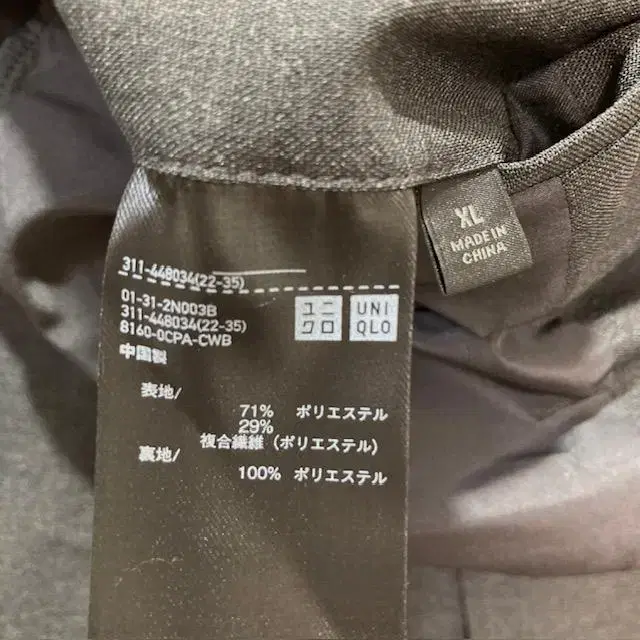 311-448034(22-35)
01-31-2N003B
311-448034(22-35)
8160-0CPA-CWB
中国製
ユニ
クロ
UNI
QLO
表地/
71% ポリエステル
29%
複合繊維 (ポリエステル)
裏地/
100% ポリエステル
XL
MADE IN
CHINA